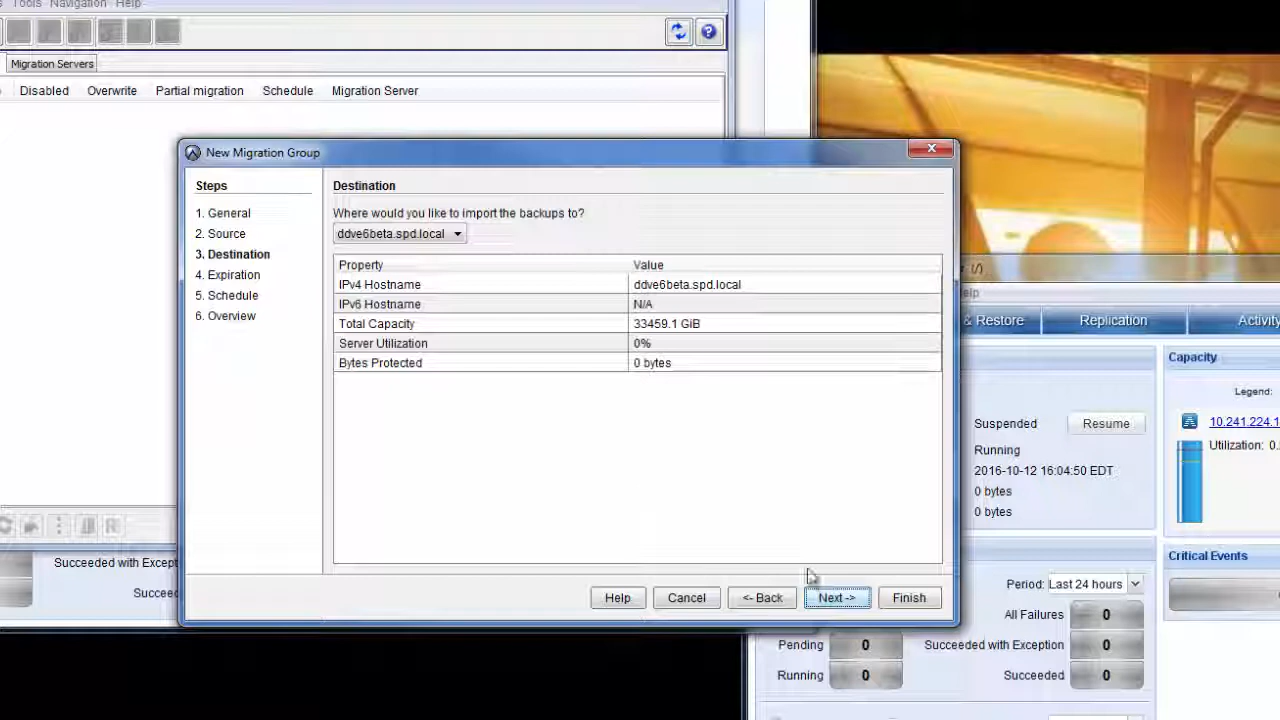 Tools Navigation Help
Migration Servers
Disabled Overwrite Partial migration Schedule Migration Server
New Migration Group
Steps
1. General
2. Source
3. Destination
4. Expiration
5. Schedule
6. Overview
Destination
Where would you like to import the backups to?
ddve6beta.spd.local
Property Value
IPv4 Hostname ddve6beta.spd.local
IPv6 Hostname N/A
Total Capacity 33459.1 GiB
Server Utilization 0%
Bytes Protected 0 bytes
Help Cancel <- Back Next -> Finish
Succeeded with Except
Succeed
elp
& Restore Replication Activity
Suspended Resume
Running
2016-10-12 16:04:50 EDT
0 bytes
0 bytes
Capacity
Legend:
10.241.224.1
Utilization: 0.
Critical Events
Period: Last 24 hours
All Failures 0
Pending 0 Succeeded with Exception 0
Running 0 Succeeded 0